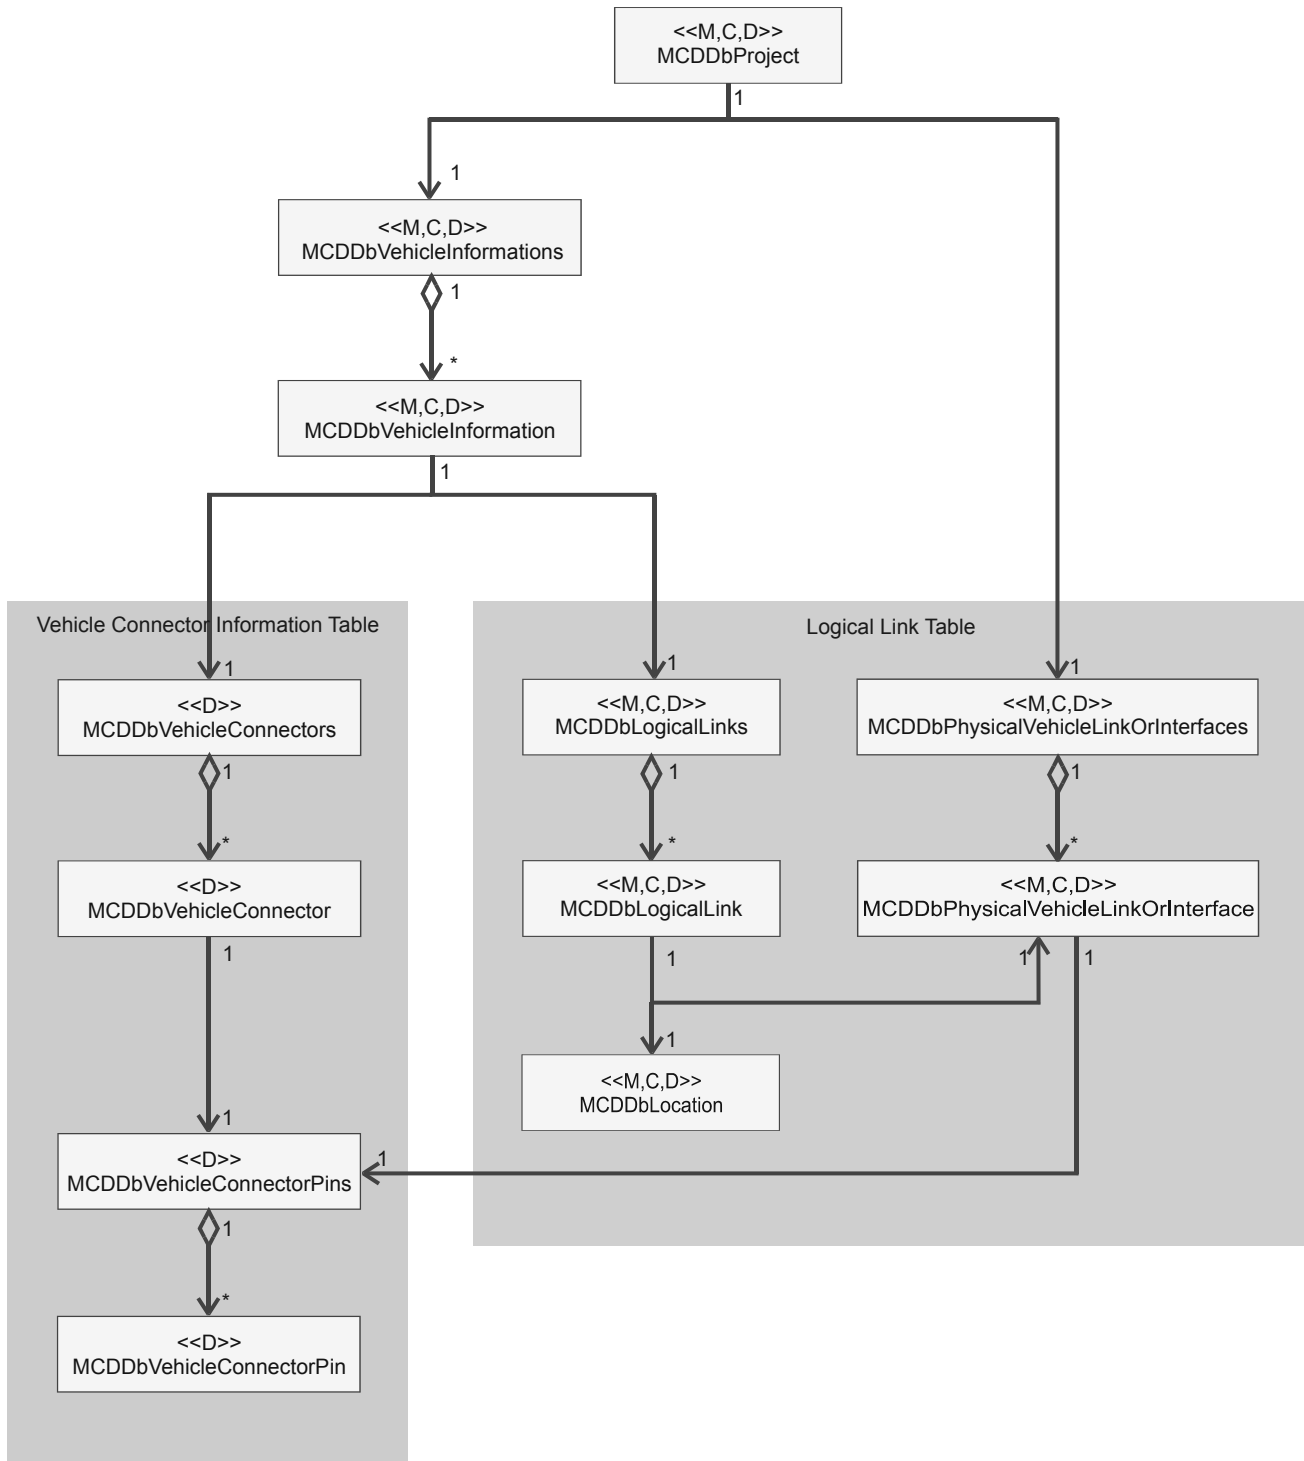 <<M,C,D>>
MCDDbProject
1
1
<<M,C,D>>
MCDDbVehicleInformations
1
*
<<M,C,D>>
MCDDbVehicleInformation
1
Vehicle Connector Information Table
Logical Link Table
1
1
1
<<D>>
MCDDbVehicleConnectors
<<M,C,D>>
MCDDbLogicalLinks
<<M,C,D>>
MCDDbPhysicalVehicleLinkOrInterfaces
1
1
1
*
*
*
<<D>>
MCDDbVehicleConnector
<<M,C,D>>
MCDDbLogicalLink
<<M,C,D>>
MCDDbPhysicalVehicleLinkOrInterface
1
1
1
1
1
<<M,C,D>>
MCDDbLocation
1
1
<<D>>
MCDDbVehicleConnectorPins
1
*
<<D>>
MCDDbVehicleConnectorPin